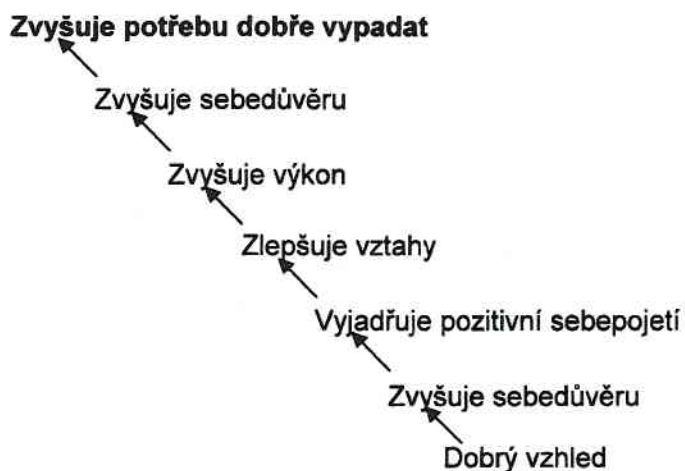 Zvyšuje potřebu dobře vypadat
Zvyšuje sebedůvěru
Zvyšuje výkon
Zlepšuje vztahy
Vyjadřuje pozitivní sebepojetí
Zvyšuje sebedůvěru
Dobrý vzhled